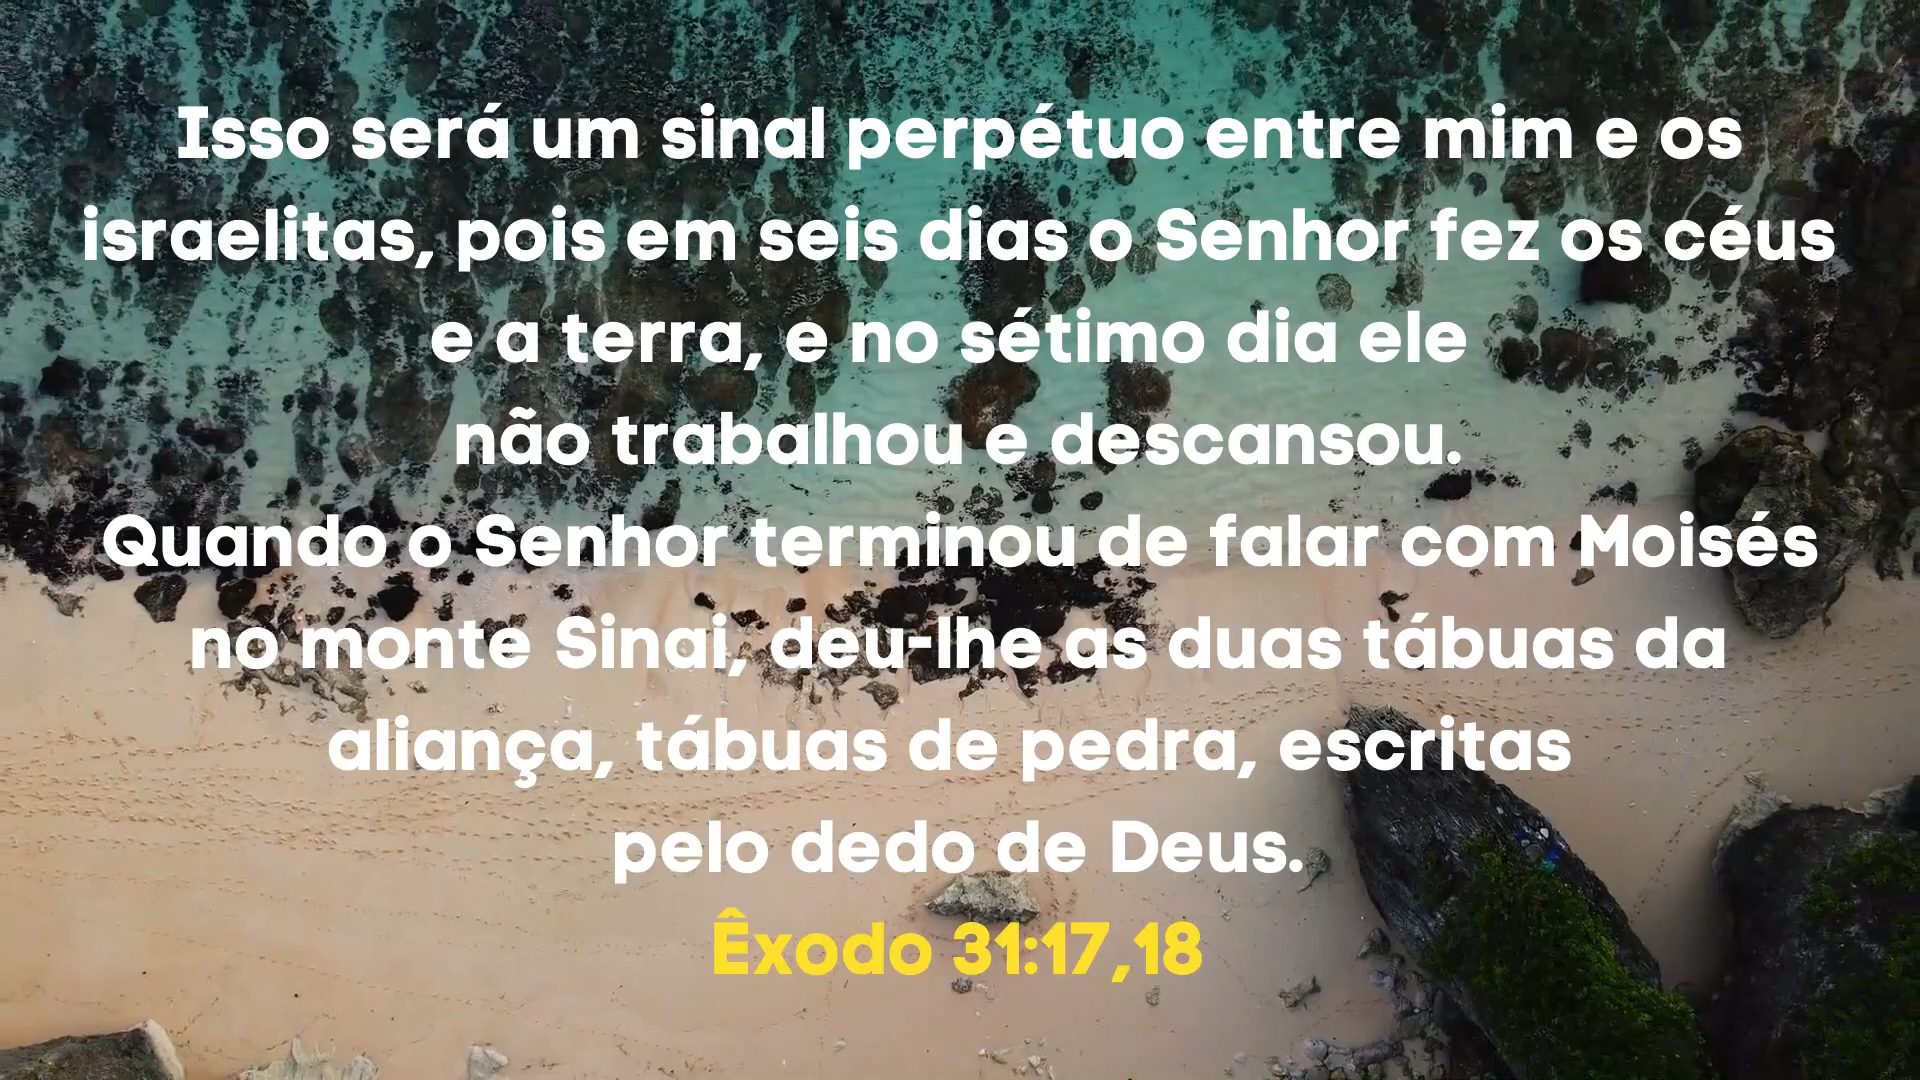 Isso será um sinal perpétuo entre mim e os
israelitas, pois em seis dias o Senhor fez os céus
e a terra, e no sétimo dia ele
não trabalhou e descansou.
Quando o Senhor terminou de falar com Moisés
no monte Sinai, deu-lhe as duas tábuas da
aliança, tábuas de pedra, escritas
pelo dedo de Deus.
Êxodo 31:17,18